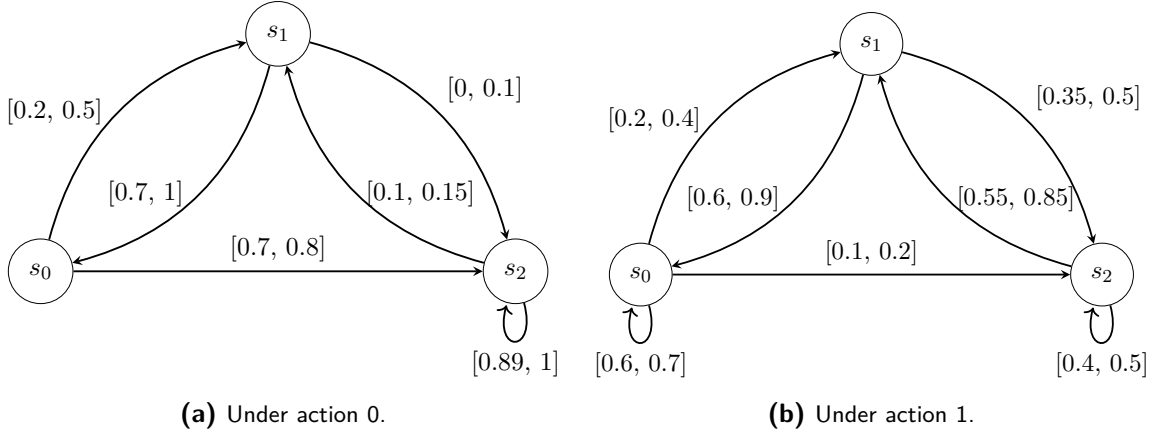 s₁
[0.2, 0.5]
[0, 0.1]
[0.7, 1]
[0.1, 0.15]
s₀
[0.7, 0.8]
s₂
[0.89, 1]
(a) Under action 0.
s₁
[0.2, 0.4]
[0.35, 0.5]
[0.6, 0.9]
[0.55, 0.85]
s₀
[0.1, 0.2]
s₂
[0.6, 0.7]
[0.4, 0.5]
(b) Under action 1.